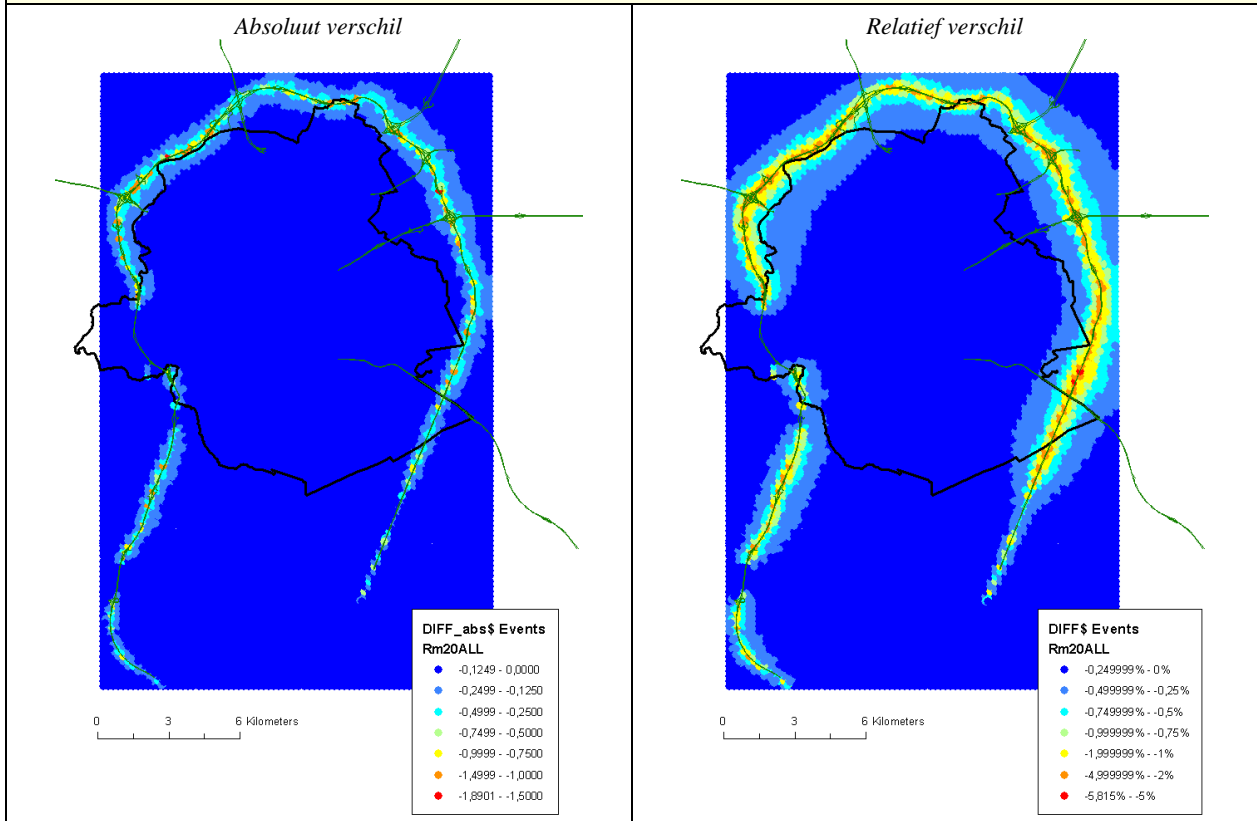 Absoluut verschil
DIFF_abs$ Events
Rm20ALL
-0,1249 - 0,0000
-0,2499 - -0,1250
-0,4999 - -0,2500
-0,7499 - -0,5000
-0,9999 - -0,7500
-1,4999 - -1,0000
-1,8901 - -1,5000
0 3 6 Kilometers
Relatief verschil
DIFF$ Events
Rm20ALL
-0,249999% - 0%
-0,499999% - -0,25%
-0,749999% - -0,5%
-0,999999% - -0,75%
-1,999999% - -1%
-4,999999% - -2%
-5,815% - -5%
0 3 6 Kilometers